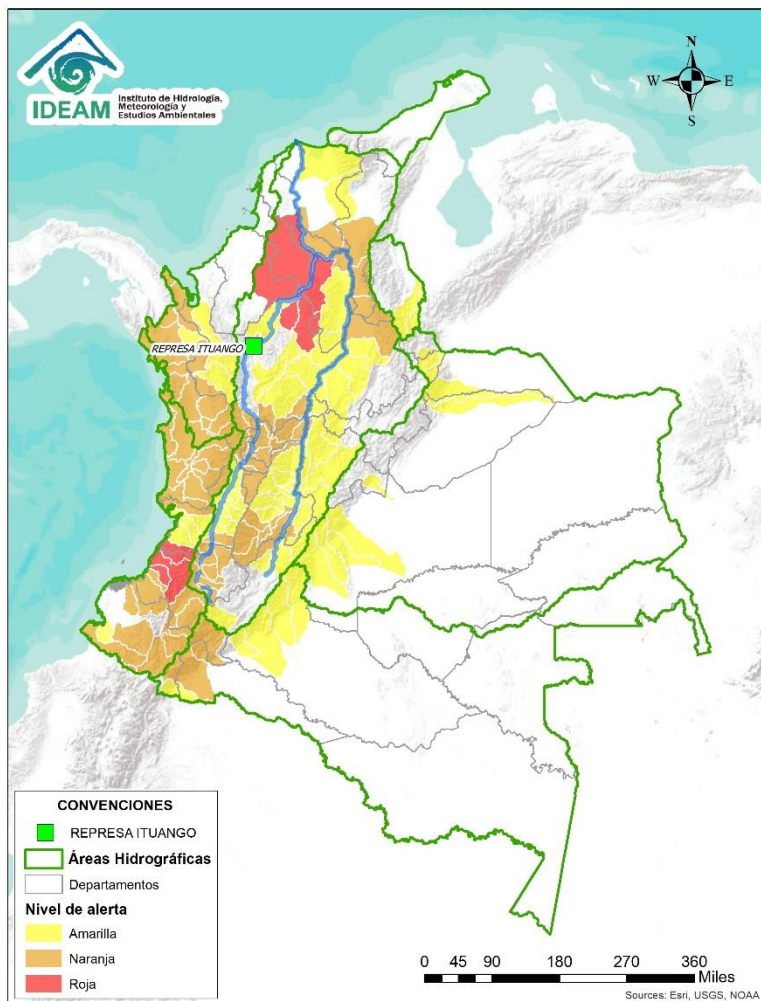 IDEAM
Instituto de Hidrología,
Meteorología y
Estudios Ambientales
N
W
E
S
REPRESA ITUANGO
CONVENCIONES
REPRESA ITUANGO
Áreas Hidrográficas
Departamentos
Nivel de alerta
Amarilla
Naranja
Roja
0 45 90 180 270 360
Miles
Sources: Esri, USGS, NOAA